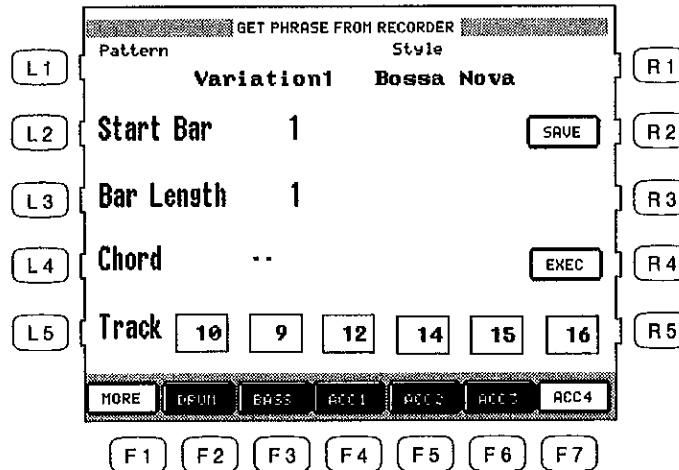 GET PHRASE FROM RECORDER
Pattern Style
L1 Variation1 Bossa Nova R1
L2 Start Bar 1 SAVE R2
L3 Bar Length 1 R3
L4 Chord -- EXEC R4
L5 Track 10 9 12 14 15 16 R5
MORE DRUM BASS ACC1 ACC2 ACC3 ACC4
F1 F2 F3 F4 F5 F6 F7